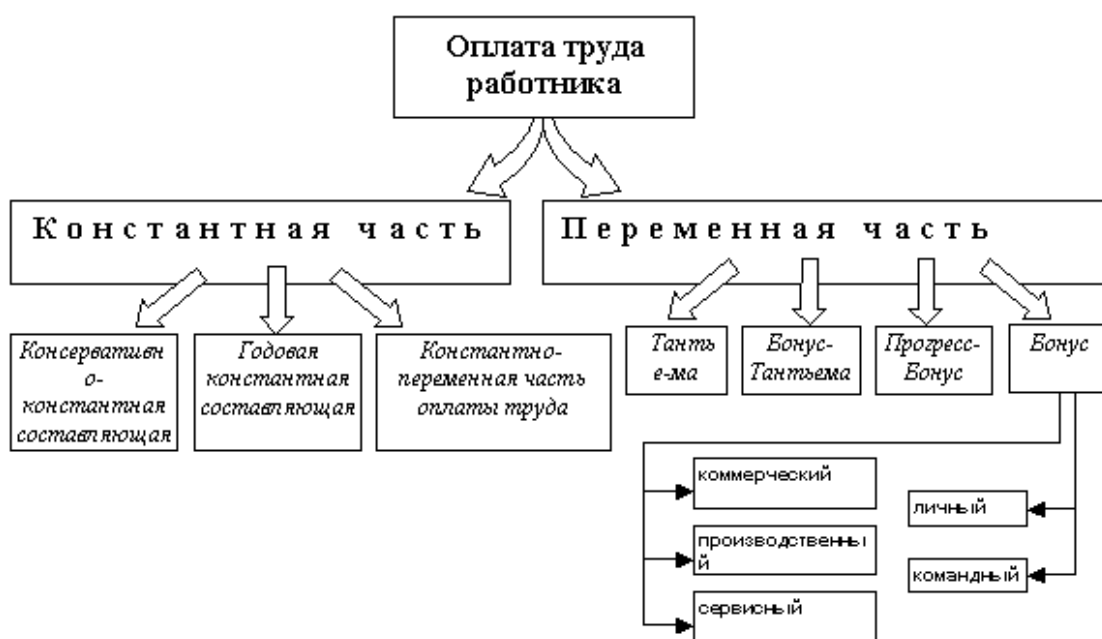 Оплата труда
работника
Константная часть
Переменная часть
Консервативн
о-
константная
составляющая
Годовая
константная
составляющая
Константно-
переменная часть
оплаты труда
Танть
е-ма
Бонус-
Тантьема
Прогресс-
Бонус
Бонус
коммерческий
производственны
й
сервисный
личный
командный